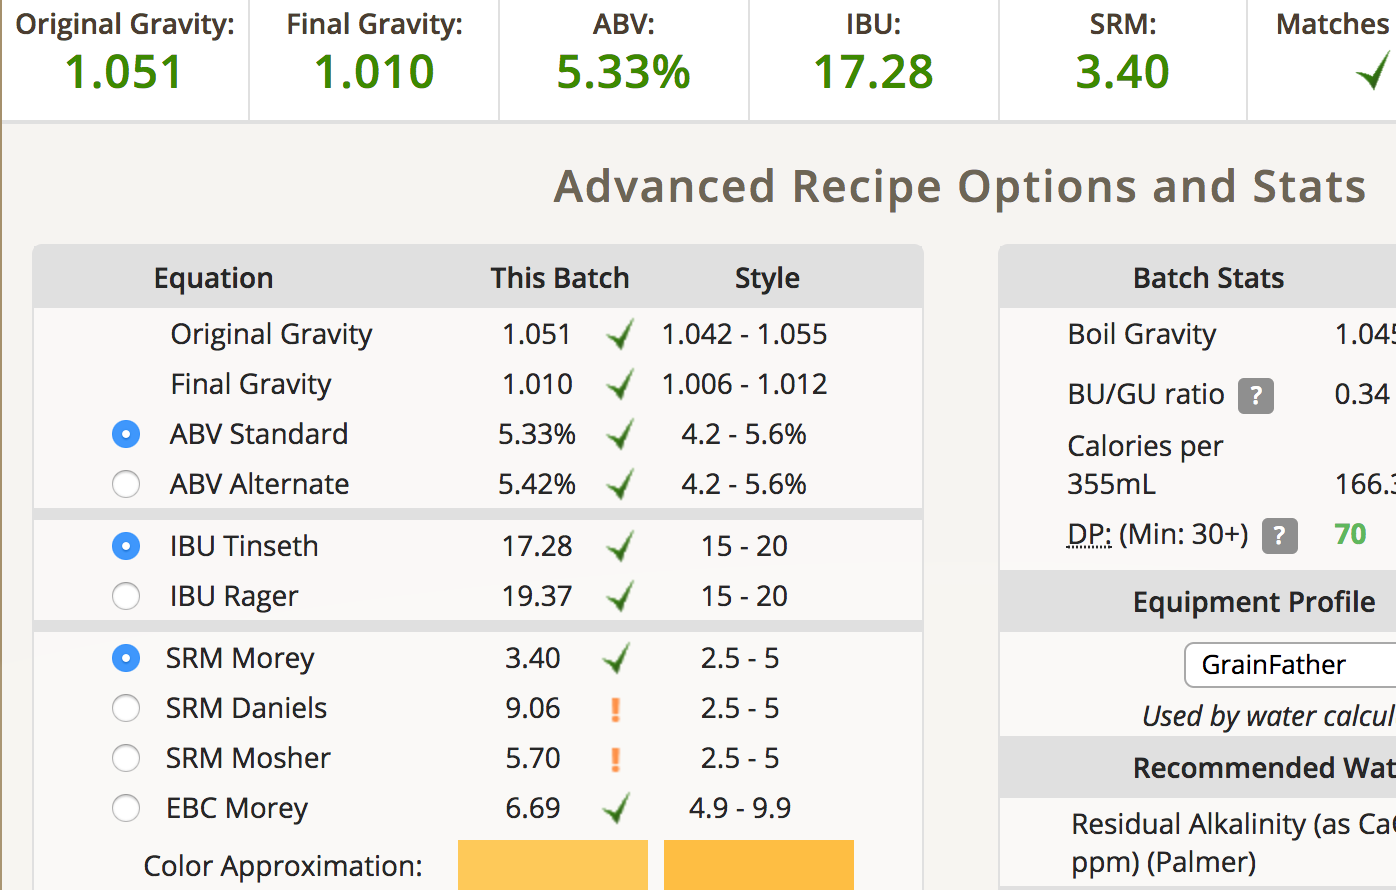 Original Gravity: Final Gravity: ABV: IBU: SRM: Matches
1.051 1.010 5.33% 17.28 3.40
Advanced Recipe Options and Stats
Equation This Batch Style
Original Gravity 1.051 1.042 - 1.055
Final Gravity 1.010 1.006 - 1.012
ABV Standard 5.33% 4.2 - 5.6%
ABV Alternate 5.42% 4.2 - 5.6%
IBU Tinseth 17.28 15 - 20
IBU Rager 19.37 15 - 20
SRM Morey 3.40 2.5 - 5
SRM Daniels 9.06 ! 2.5 - 5
SRM Mosher 5.70 ! 2.5 - 5
EBC Morey 6.69 4.9 - 9.9
Color Approximation:
Batch Stats
Boil Gravity 1.045
BU/GU ratio ? 0.34
Calories per
355mL 166.3
DP: (Min: 30+) ? 70
Equipment Profile
GrainFather
Used by water calcul
Recommended Wat
Residual Alkalinity (as Ca
ppm) (Palmer)